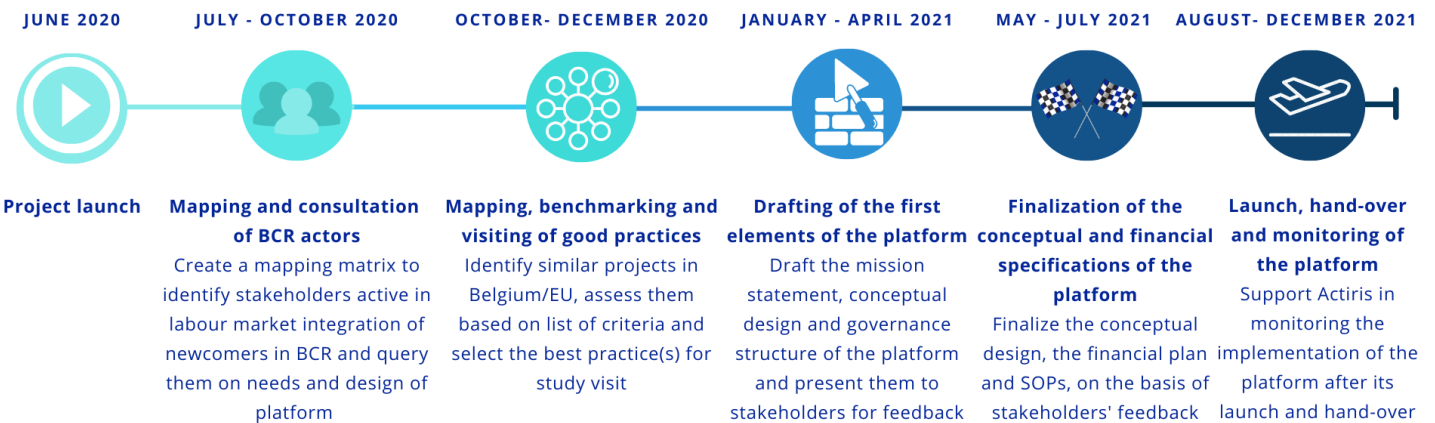 JUNE 2020
JULY - OCTOBER 2020
OCTOBER- DECEMBER 2020
JANUARY - APRIL 2021
MAY - JULY 2021
AUGUST- DECEMBER 2021
Project launch
Mapping and consultation
of BCR actors
Create a mapping matrix to
identify stakeholders active in
labour market integration of
newcomers in BCR and query
them on needs and design of
platform
Mapping, benchmarking and
visiting of good practices
Identify similar projects in
Belgium/EU, assess them
based on list of criteria and
select the best practice(s) for
study visit
Drafting of the first
elements of the platform
Draft the mission
statement, conceptual
design and governance
structure of the platform
and present them to
stakeholders for feedback
Finalization of the
conceptual and financial
specifications of the
platform
Finalize the conceptual
design, the financial plan
and SOPs, on the basis of
stakeholders' feedback
Launch, hand-over
and monitoring of
the platform
Support Actiris in
monitoring the
implementation of the
platform after its
launch and hand-over